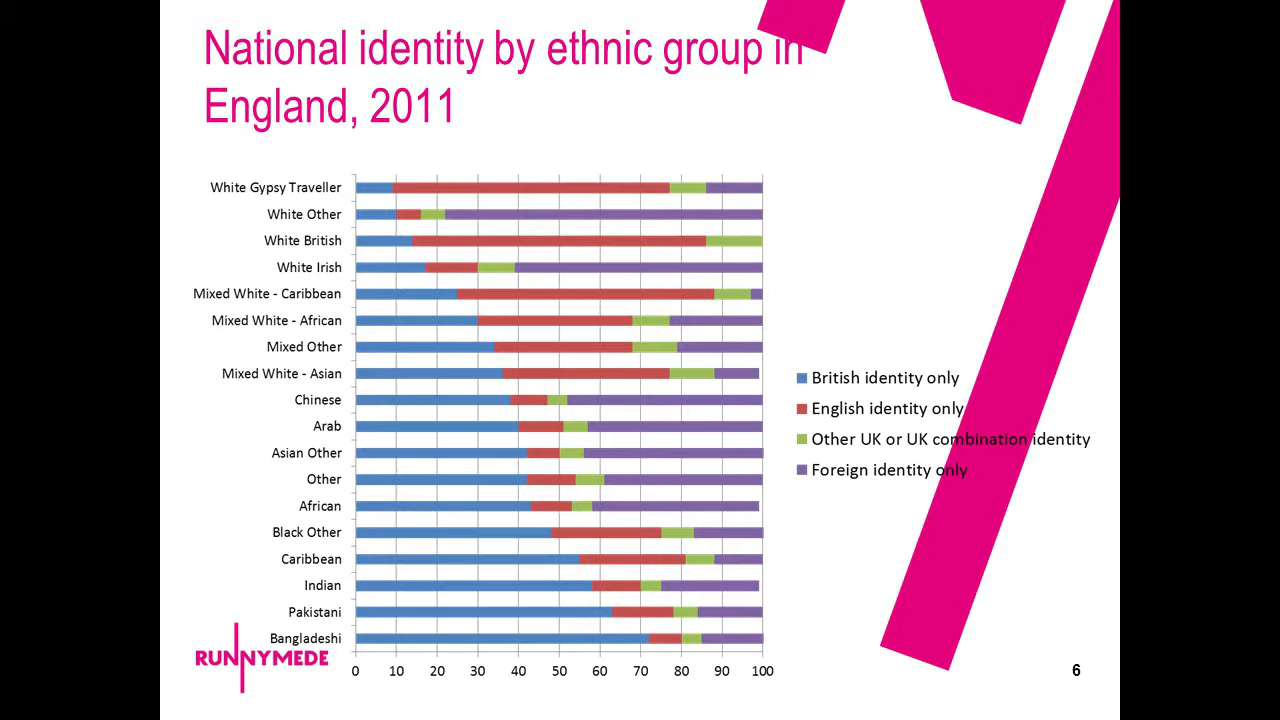 National identity by ethnic group in
England, 2011
White Gypsy Traveller
White Other
White British
White Irish
Mixed White - Caribbean
Mixed White - African
Mixed Other
Mixed White - Asian
Chinese
Arab
Asian Other
Other
African
Black Other
Caribbean
Indian
Pakistani
Bangladeshi
0 10 20 30 40 50 60 70 80 90 100
British identity only
English identity only
Other UK or UK combination identity
Foreign identity only
RUNNYMEDE
6